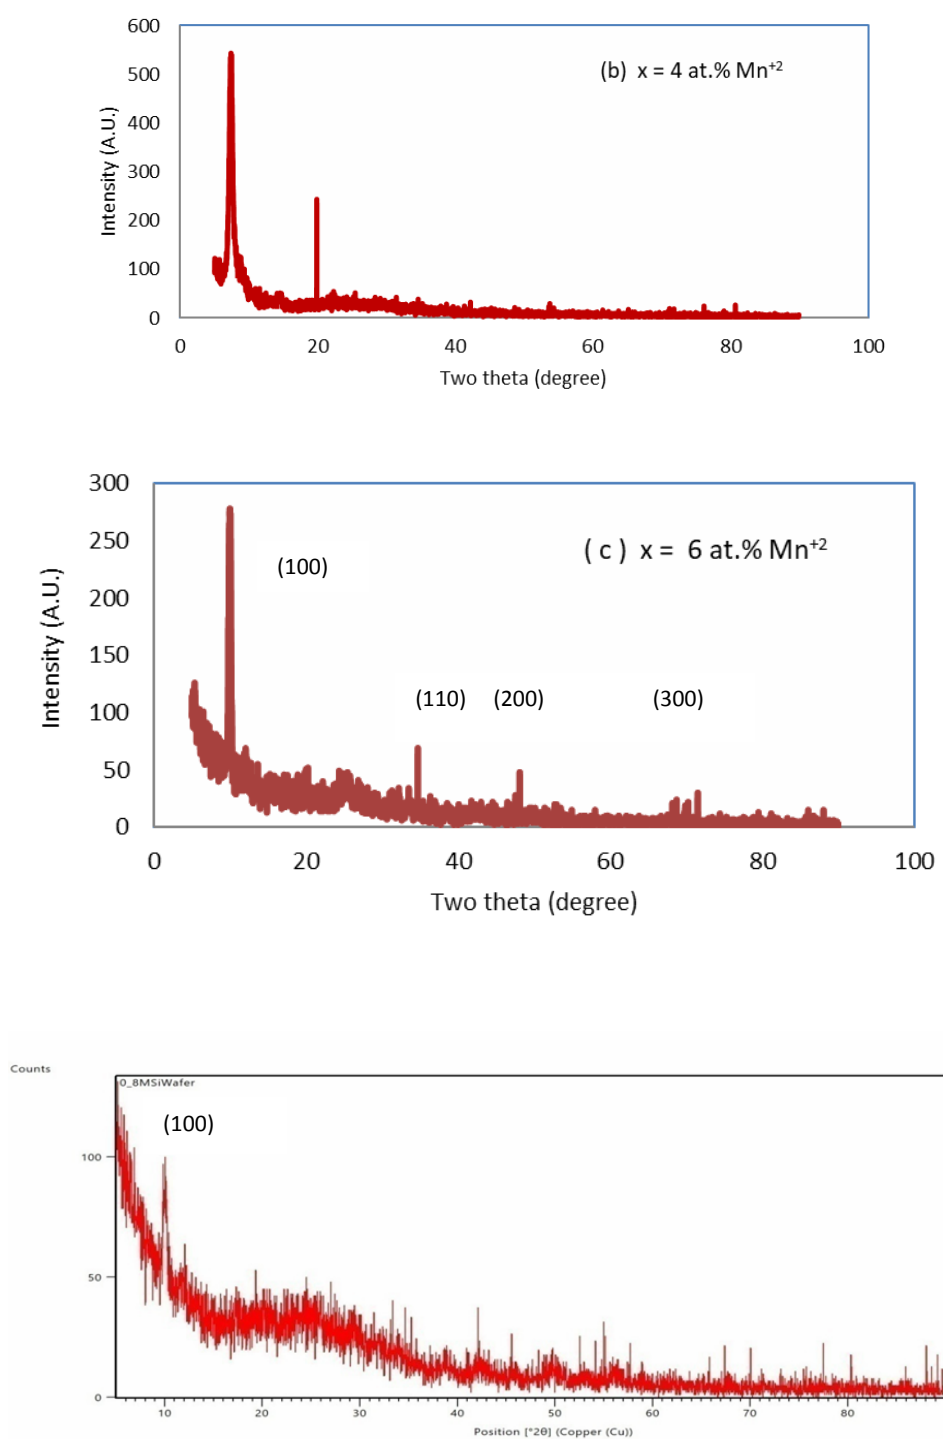 600
(b) x = 4 at.% Mn+2
500
400
300
200
100
0
Intensity (A.U.)
0 20 40 60 80 100
Two theta (degree)
300
(c) x = 6 at.% Mn+2
250
(100)
200
150
(110) (200) (300)
100
50
0
Intensity (A.U.)
0 20 40 60 80 100
Two theta (degree)
Counts
0_8MSiWafer
(100)
100
50
0
10 20 30 40 50 60 70 80
Position [°2θ] (Copper (Cu))